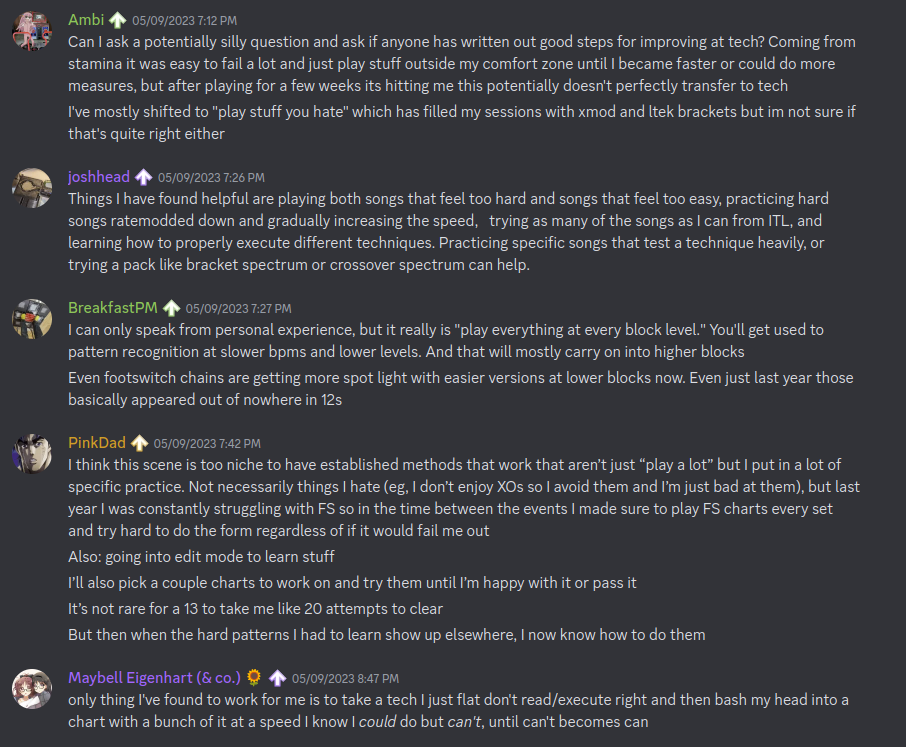 Ambi 05/09/2023 7:12 PM
Can I ask a potentially silly question and ask if anyone has written out good steps for improving at tech? Coming from
stamina it was easy to fail a lot and just play stuff outside my comfort zone until I became faster or could do more
measures, but after playing for a few weeks its hitting me this potentially doesn't perfectly transfer to tech
I've mostly shifted to "play stuff you hate" which has filled my sessions with xmod and ltek brackets but im not sure if
that's quite right either
joshhead 05/09/2023 7:26 PM
Things I have found helpful are playing both songs that feel too hard and songs that feel too easy, practicing hard
songs ratemodded down and gradually increasing the speed, trying as many of the songs as I can from ITL, and
learning how to properly execute different techniques. Practicing specific songs that test a technique heavily, or
trying a pack like bracket spectrum or crossover spectrum can help.
BreakfastPM 05/09/2023 7:27 PM
I can only speak from personal experience, but it really is "play everything at every block level." You'll get used to
pattern recognition at slower bpms and lower levels. And that will mostly carry on into higher blocks
Even footswitch chains are getting more spot light with easier versions at lower blocks now. Even just last year those
basically appeared out of nowhere in 12s
PinkDad 05/09/2023 7:42 PM
I think this scene is too niche to have established methods that work that aren't just “play a lot” but I put in a lot of
specific practice. Not necessarily things I hate (eg, I don't enjoy XOs so I avoid them and I'm just bad at them), but last
year I was constantly struggling with FS so in the time between the events I made sure to play FS charts every set
and try hard to do the form regardless of if it would fail me out
Also: going into edit mode to learn stuff
I'll also pick a couple charts to work on and try them until I'm happy with it or pass it
It's not rare for a 13 to take me like 20 attempts to clear
But then when the hard patterns I had to learn show up elsewhere, I now know how to do them
Maybell Eigenhart (& co.) 🌻 05/09/2023 8:47 PM
only thing I've found to work for me is to take a tech I just flat don't read/execute right and then bash my head into a
chart with a bunch of it at a speed I know I could do but can't, until can't becomes can